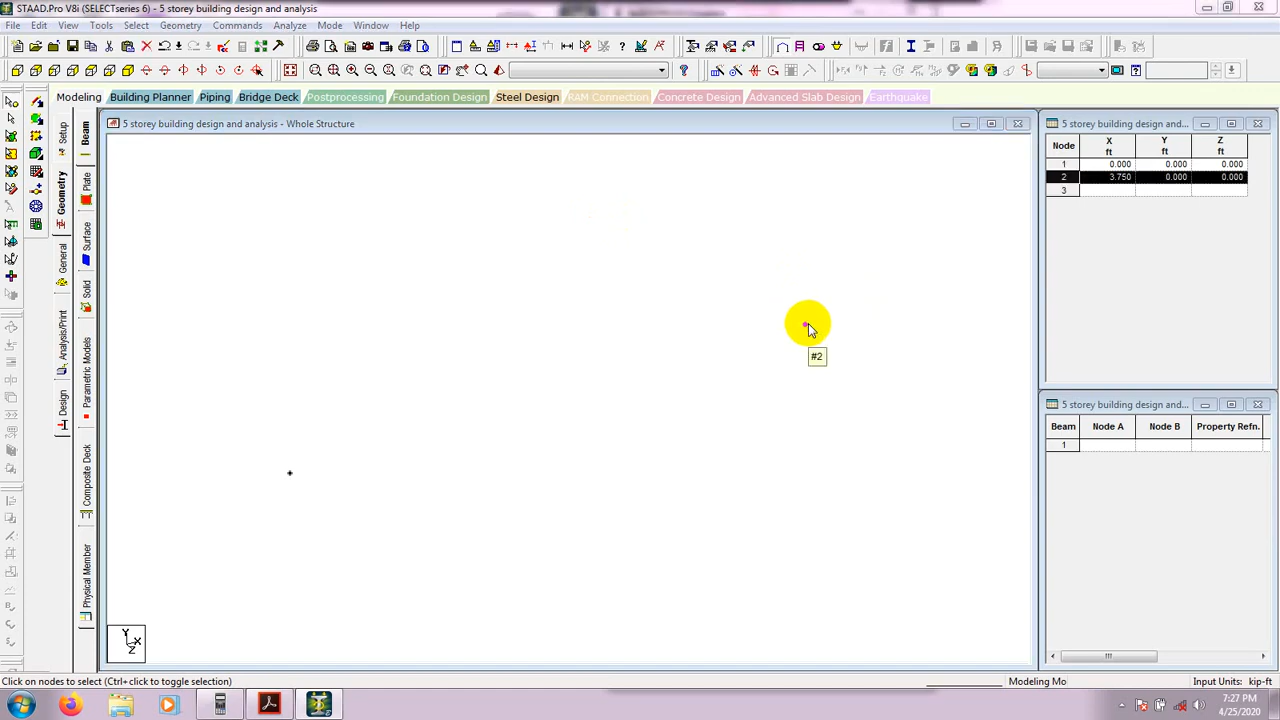 STAAD.Pro V8i (SELECTseries 6) - 5 storey building design and analysis
File Edit View Tools Select Geometry Commands Analyze Mode Window Help
Modeling Building Planner Piping Bridge Deck Postprocessing Foundation Design Steel Design RAM Connection Concrete Design Advanced Slab Design Earthquake
Setup
Geometry
General
Analysis/Print
Design
Beam
Plate
Surface
Solid
Parametric Models
Composite Deck
Physical Member
5 storey building design and analysis - Whole Structure
#2
Y
X
Z
5 storey building design and...
Node X ft Y ft Z ft
1 0.000 0.000 0.000
2 3.750 0.000 0.000
3
5 storey building design and...
Beam Node A Node B Property Refn.
1
Click on nodes to select (Ctrl+click to toggle selection)
Modeling Mo
Input Units: kip-ft
7:27 PM
4/25/2020